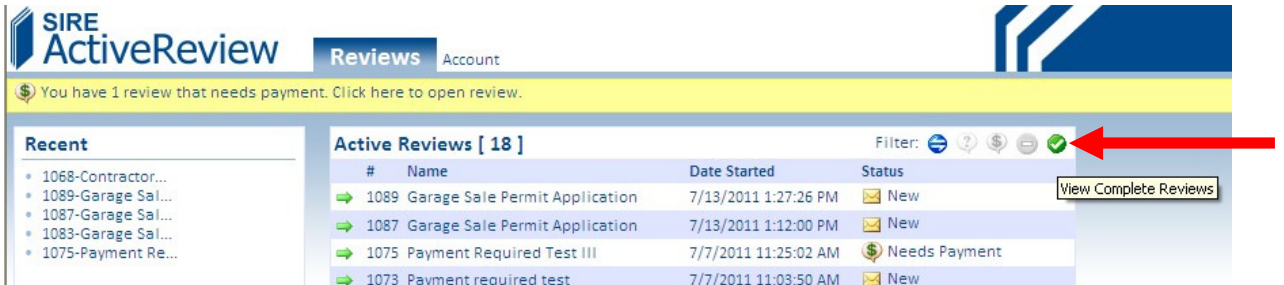 SIRE
ActiveReview
Reviews Account
You have 1 review that needs payment. Click here to open review.
Recent
1068-Contractor...
1089-Garage Sal...
1087-Garage Sal...
1083-Garage Sal...
1075-Payment Re...
Active Reviews [ 18 ] Filter:
# Name Date Started Status
1089 Garage Sale Permit Application 7/13/2011 1:27:26 PM New
View Complete Reviews
1087 Garage Sale Permit Application 7/13/2011 1:12:00 PM New
1075 Payment Required Test III 7/7/2011 11:25:02 AM Needs Payment
1073 Payment required test 7/7/2011 11:03:50 AM New